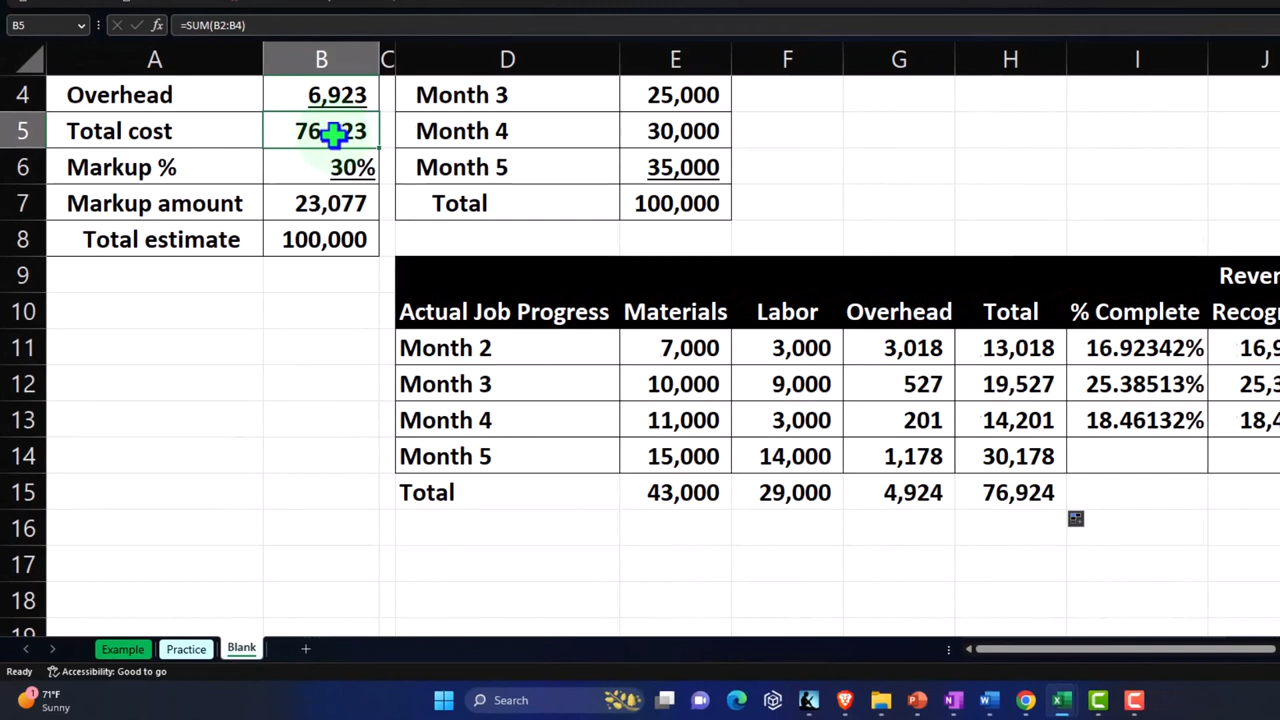 B5 =SUM(B2:B4)
A B C D E F G H I J
4 Overhead 6,923 Month 3 25,000
5 Total cost Month 4 30,000
6 Markup % 30% Month 5 35,000
7 Markup amount 23,077 Total 100,000
8 Total estimate 100,000
9
10 Actual Job Progress Materials Labor Overhead Total % Complete
11 Month 2 7,000 3,000 3,018 13,018 16.92342%
12 Month 3 10,000 9,000 527 19,527 25.38513%
13 Month 4 11,000 3,000 201 14,201 18.46132%
14 Month 5 15,000 14,000 1,178 30,178
15 Total 43,000 29,000 4,924 76,924
16
17
18
Example Practice Blank
Ready Accessibility: Good to go
1 71°F
Sunny
Search